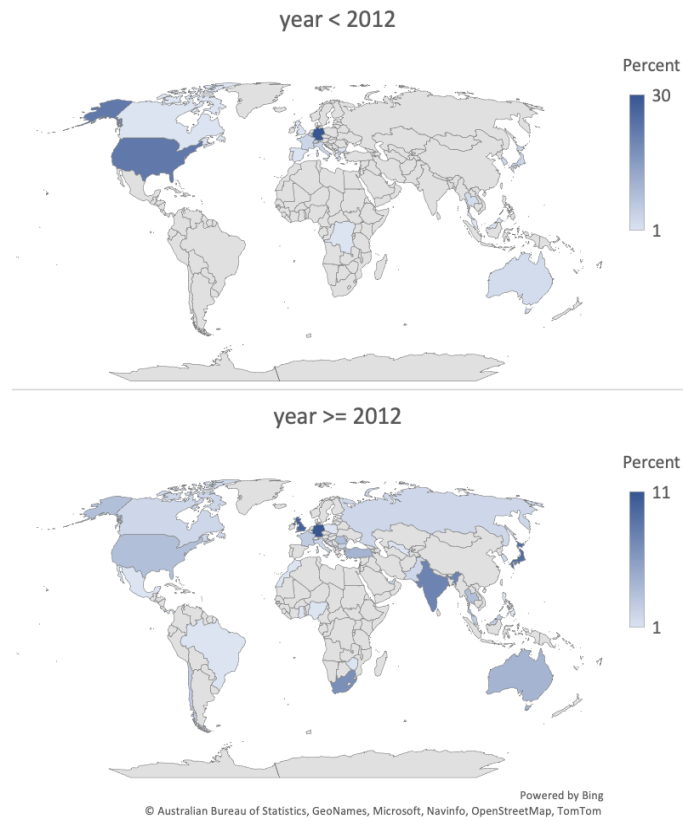 year < 2012
Percent
30
1
year >= 2012
Percent
11
1
Powered by Bing
© Australian Bureau of Statistics, GeoNames, Microsoft, Navinfo, OpenStreetMap, TomTom